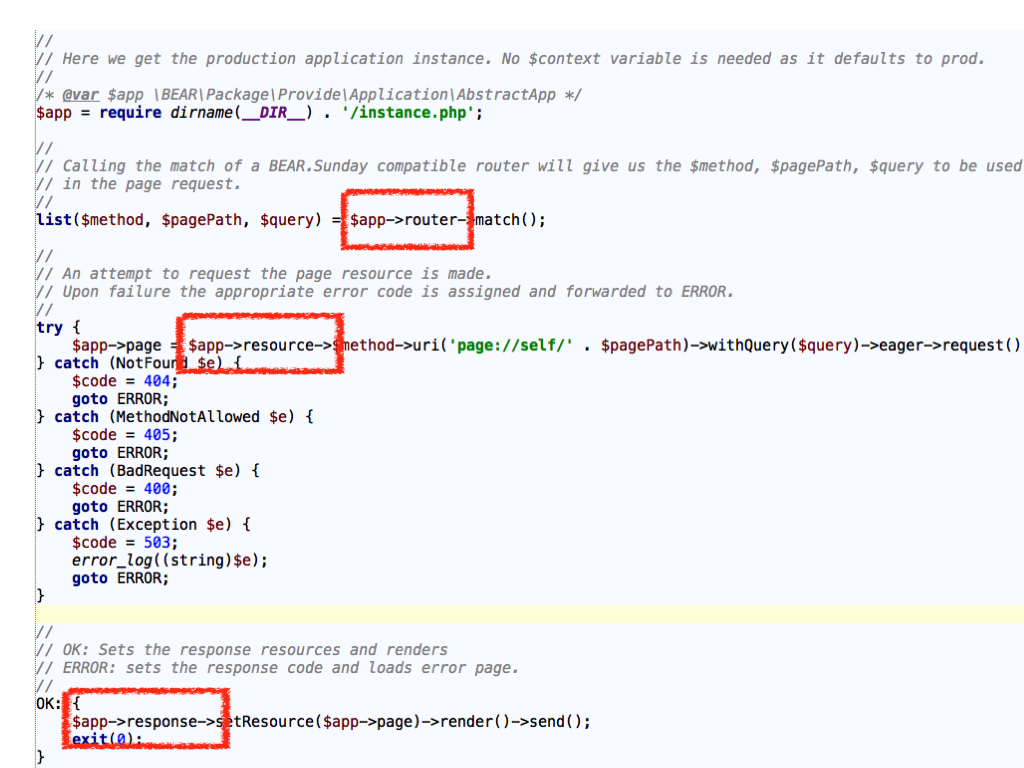 //
// Here we get the production application instance. No $context variable is needed as it defaults to prod.
//
/* @var $app \BEAR\Package\Provide\Application\AbstractApp */
$app = require dirname(__DIR__) . '/instance.php';
//
// Calling the match of a BEAR.Sunday compatible router will give us the $method, $pagePath, $query to be used
// in the page request.
//
list($method, $pagePath, $query) = $app->router->match();
//
// An attempt to request the page resource is made.
// Upon failure the appropriate error code is assigned and forwarded to ERROR.
//
try {
$app->page = $app->resource->$method->uri('page://self/' . $pagePath)->withQuery($query)->eager->request()
} catch (NotFound $e) {
$code = 404;
goto ERROR;
} catch (MethodNotAllowed $e) {
$code = 405;
goto ERROR;
} catch (BadRequest $e) {
$code = 400;
goto ERROR;
} catch (Exception $e) {
$code = 503;
error_log((string)$e);
goto ERROR;
}
//
// OK: Sets the response resources and renders
// ERROR: sets the response code and loads error page.
//
OK: {
$app->response->setResource($app->page)->render()->send();
exit(0);
}